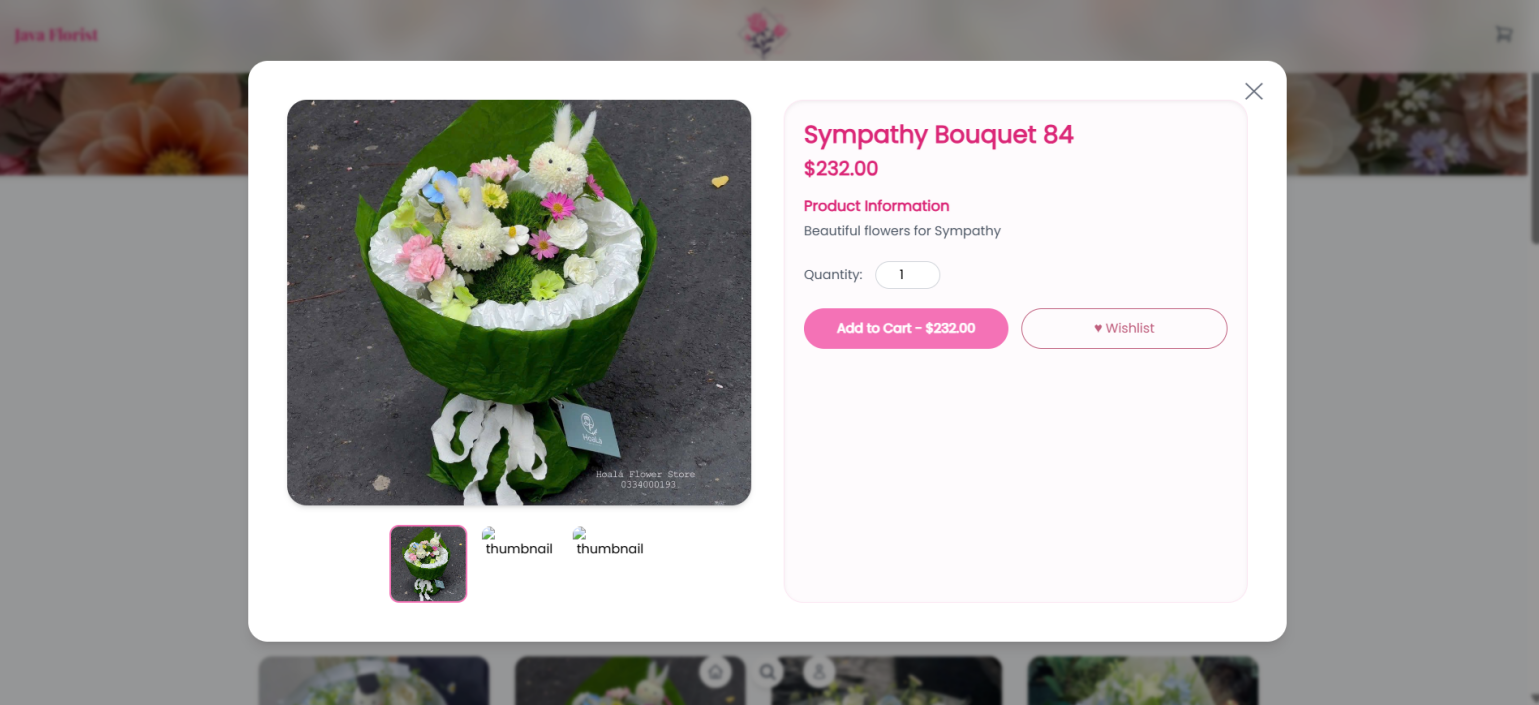 Java Florist
Sympathy Bouquet 84
$232.00
Product Information
Beautiful flowers for Sympathy
Quantity: 1
Add to Cart - $232.00
♥ Wishlist
HoaLá
Hoalá Flower Store
0334000193
thumbnail
thumbnail